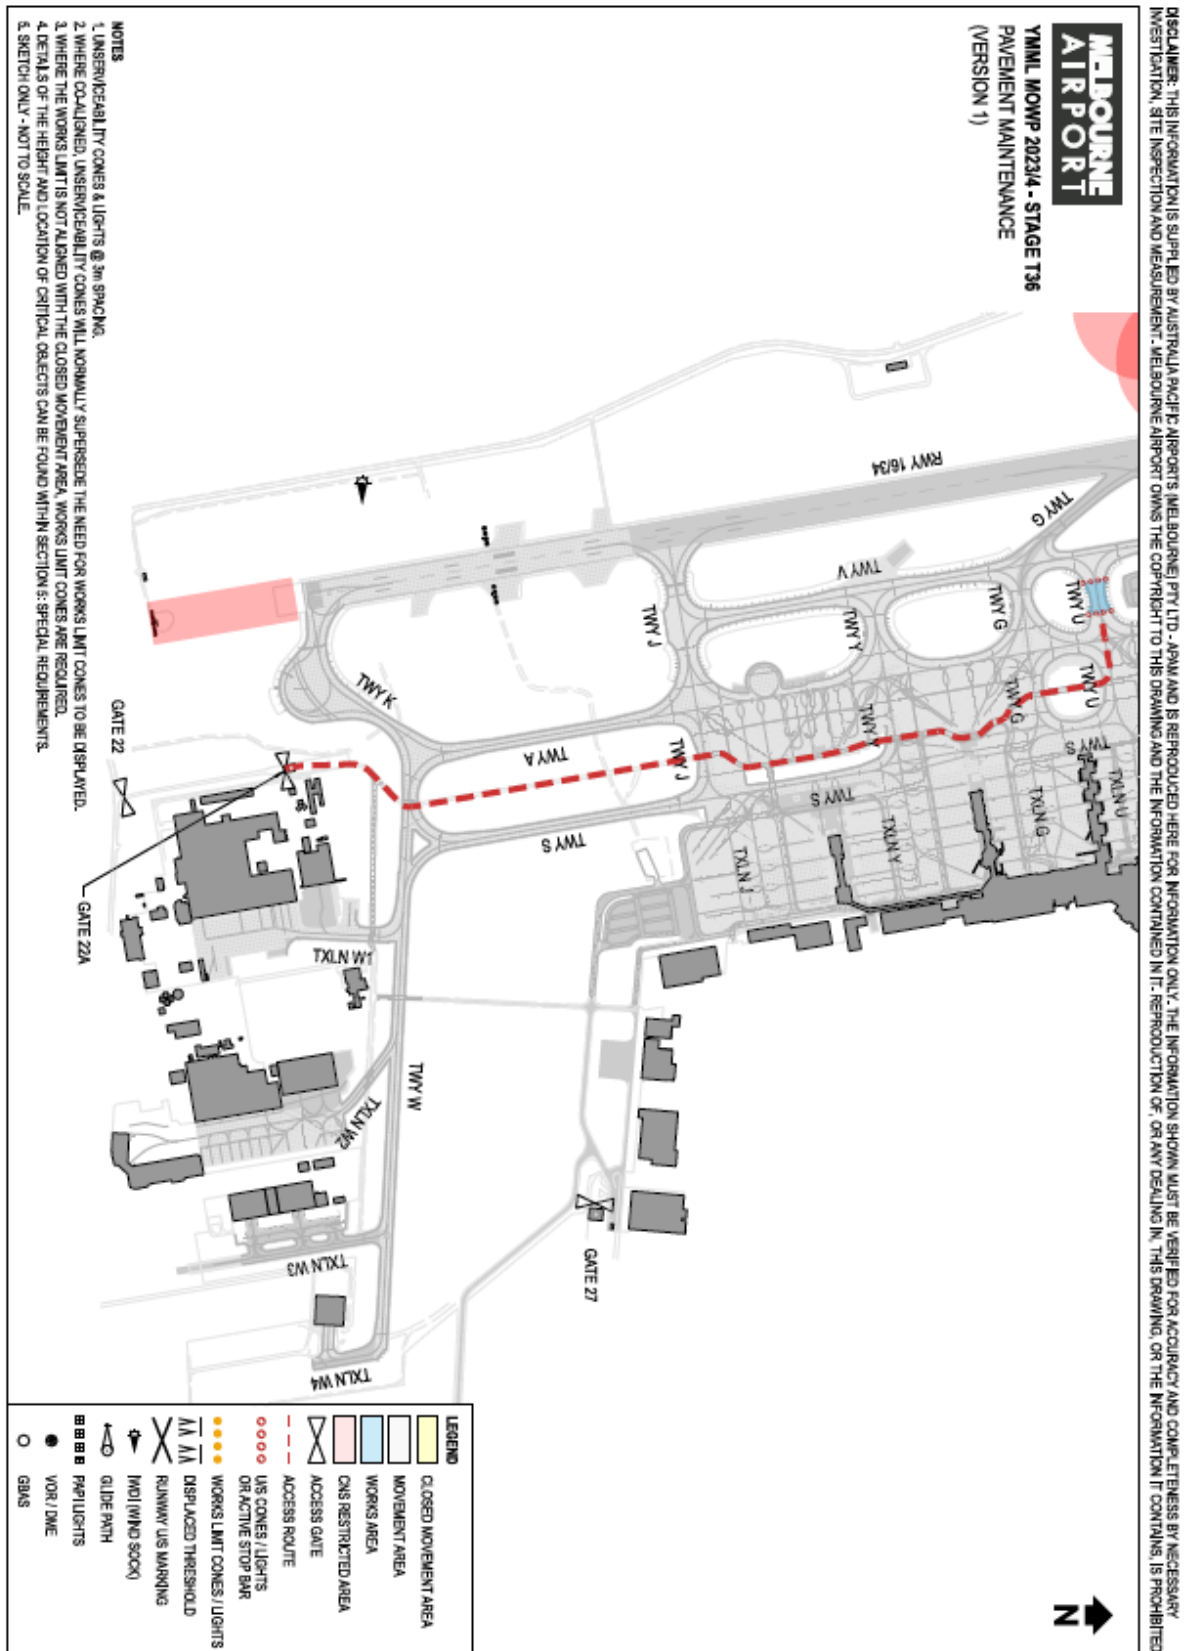 DISCLAIMER: THIS INFORMATION IS SUPPLIED BY AUSTRALIA PACIFIC AIRPORTS (MELBOURNE) PTY LTD - APAM AND IS REPRODUCED HERE FOR INFORMATION ONLY. THE INFORMATION SHOWN MUST BE VERIFIED FOR ACCURACY AND COMPLETENESS BY NECESSARY
INVESTIGATION, SITE INSPECTION AND MEASUREMENT. MELBOURNE AIRPORT OWNS THE COPYRIGHT TO THIS DRAWING AND THE INFORMATION CONTAINED IN IT. REPRODUCTION OF, OR ANY DEALING IN, THIS DRAWING, OR THE INFORMATION IT CONTAINS, IS PROHIBITED
MELBOURNE
AIRPORT
YMML MOWP 2023/4 - STAGE T36
PAVEMENT MAINTENANCE
(VERSION 1)
N
RWY 16/34
TWY G
TWY V
TWY U
TWY G
TWY Y
TWY J
TWY U
TWY G
TWY Y
TWY J
TWY K
TWY A
TWY S
TWY S
TWY S
TXLN U
TXLN G
TXLN Y
TXLN J
GATE 22
GATE 22A
TXLN W1
TWY W
TXLN W2
GATE 27
TXLN W3
TXLN W4
NOTES
1. UNSERVICEABILITY CONES & LIGHTS @ 3m SPACING.
2. WHERE CO-ALIGNED, UNSERVICEABILITY CONES WILL NORMALLY SUPERSEDE THE NEED FOR WORKS LIMIT CONES TO BE DISPLAYED.
3. WHERE THE WORKS LIMIT IS NOT ALIGNED WITH THE CLOSED MOVEMENT AREA, WORKS LIMIT CONES ARE REQUIRED.
4. DETAILS OF THE HEIGHT AND LOCATION OF CRITICAL OBJECTS CAN BE FOUND WITHIN SECTION 5: SPECIAL REQUIREMENTS.
5. SKETCH ONLY - NOT TO SCALE.
LEGEND
CLOSED MOVEMENT AREA
MOVEMENT AREA
WORKS AREA
CNS RESTRICTED AREA
ACCESS GATE
ACCESS ROUTE
U/S CONES / LIGHTS
OR ACTIVE STOP BAR
WORKS LIMIT CONES / LIGHTS
DISPLACED THRESHOLD
RUNWAY U/S MARKING
IWDI (WIND SOCK)
GLIDE PATH
PAPI LIGHTS
VOR / DME
GBAS